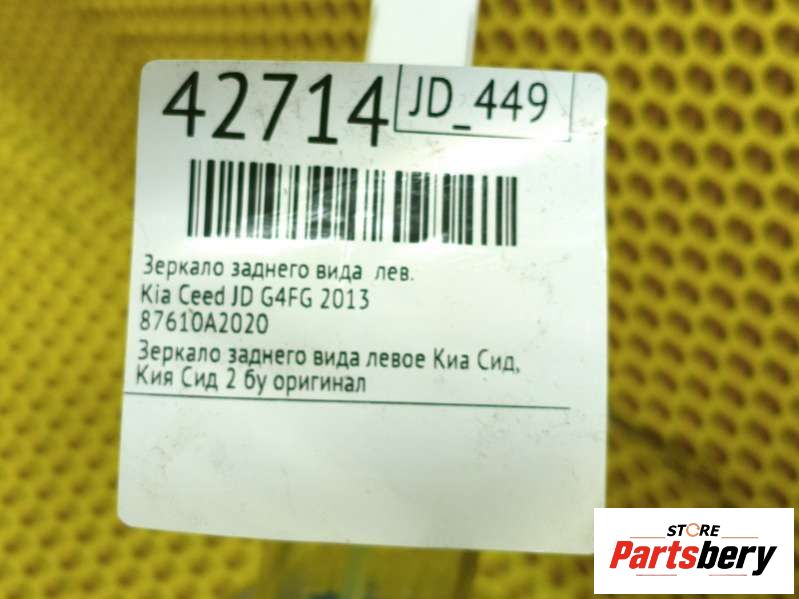 42714
JD_449
Зеркало заднего вида лев.
Kia Ceed JD G4FG 2013
87610A2020
Зеркало заднего вида левое Киа Сид,
Кия Сид 2 бу оригинал
STORE
Partsbery